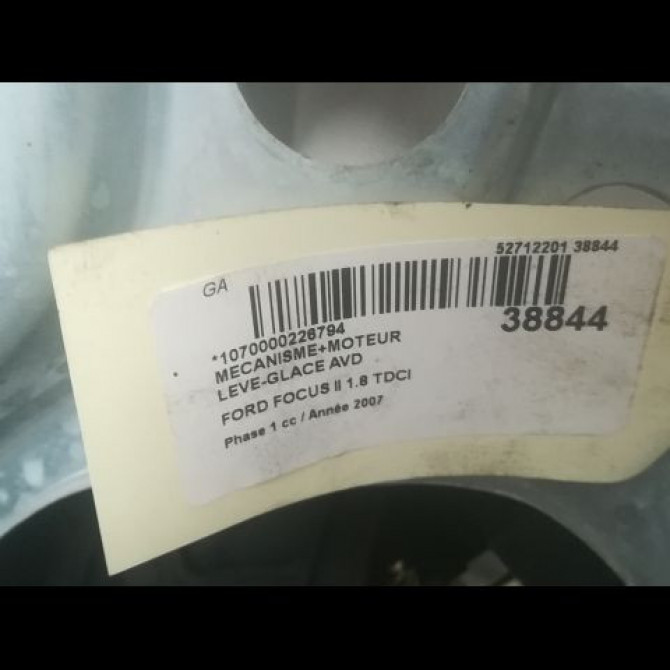 GA
52712201 38844
38844
*1070000226794
MECANISME+MOTEUR
LEVE-GLACE AVD
FORD FOCUS II 1.8 TDCI
Phase 1 cc / Année 2007